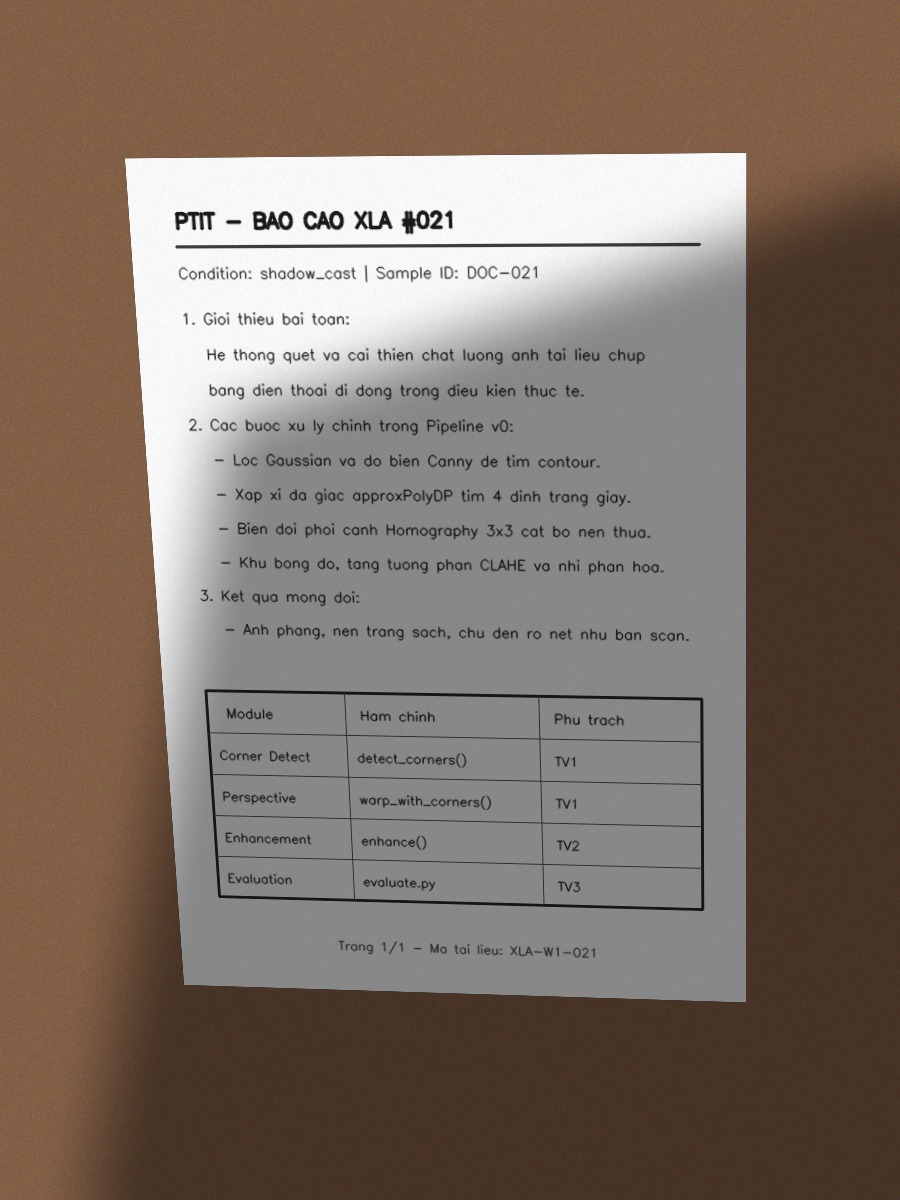 PTIT - BAO CAO XLA #021
Condition: shadow_cast | Sample ID: DOC-021
1. Gioi thieu bai toan:
He thong quet va cai thien chat luong anh tai lieu chup
bang dien thoai di dong trong dieu kien thuc te.
2. Cac buoc xu ly chinh trong Pipeline v0:
- Loc Gaussian va do bien Canny de tim contour.
- Xap xi da giac approxPolyDP tim 4 dinh trang giay.
- Bien doi phoi canh Homography 3x3 cat bo nen thua.
- Khu bong do, tang tuong phan CLAHE va nhi phan hoa.
3. Ket qua mong doi:
- Anh phang, nen trang sach, chu den ro net nhu ban scan.
Module Ham chinh Phu trach
Corner Detect detect_corners() TV1
Perspective warp_with_corners() TV1
Enhancement enhance() TV2
Evaluation evaluate.py TV3
Trang 1/1 - Ma tai lieu: XLA-W1-021